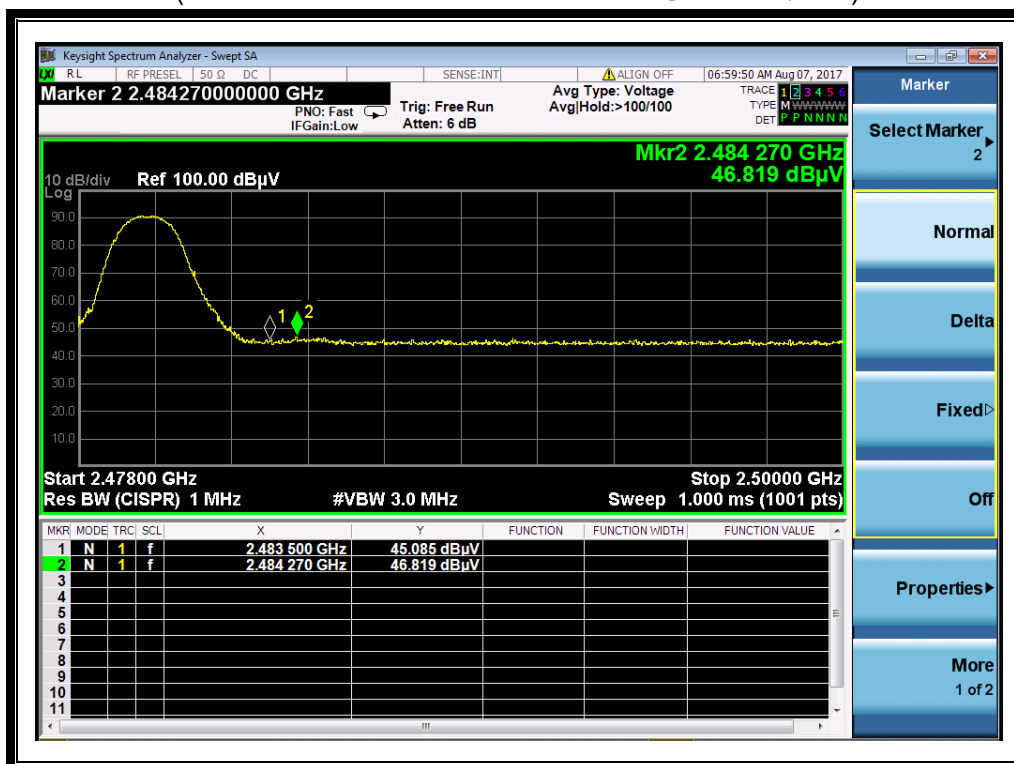 Keysight Spectrum Analyzer - Swept SA
RL RF PRESEL 50 Ω DC SENSE:INT ALIGN OFF 06:59:50 AM Aug 07, 2017
Marker 2 2.484270000000 GHz
PNO: Fast
IFGain:Low
Trig: Free Run
Atten: 6 dB
Avg Type: Voltage
Avg|Hold:>100/100
TRACE 1 2 3 4 5 6
TYPE M WWWWW
DET P P N N N N
Mkr2 2.484 270 GHz
46.819 dBµV
10 dB/div Ref 100.00 dBµV
Log
90.0
80.0
70.0
60.0
50.0
40.0
30.0
20.0
10.0
1
2
Start 2.47800 GHz Stop 2.50000 GHz
Res BW (CISPR) 1 MHz #VBW 3.0 MHz Sweep 1.000 ms (1001 pts)
MKR MODE TRC SCL X Y FUNCTION FUNCTION WIDTH FUNCTION VALUE
1 N 1 f 2.483 500 GHz 45.085 dBµV
2 N 1 f 2.484 270 GHz 46.819 dBµV
3
4
5
6
7
8
9
10
11
Marker
Select Marker
2
Normal
Delta
Fixed
Off
Properties
More
1 of 2